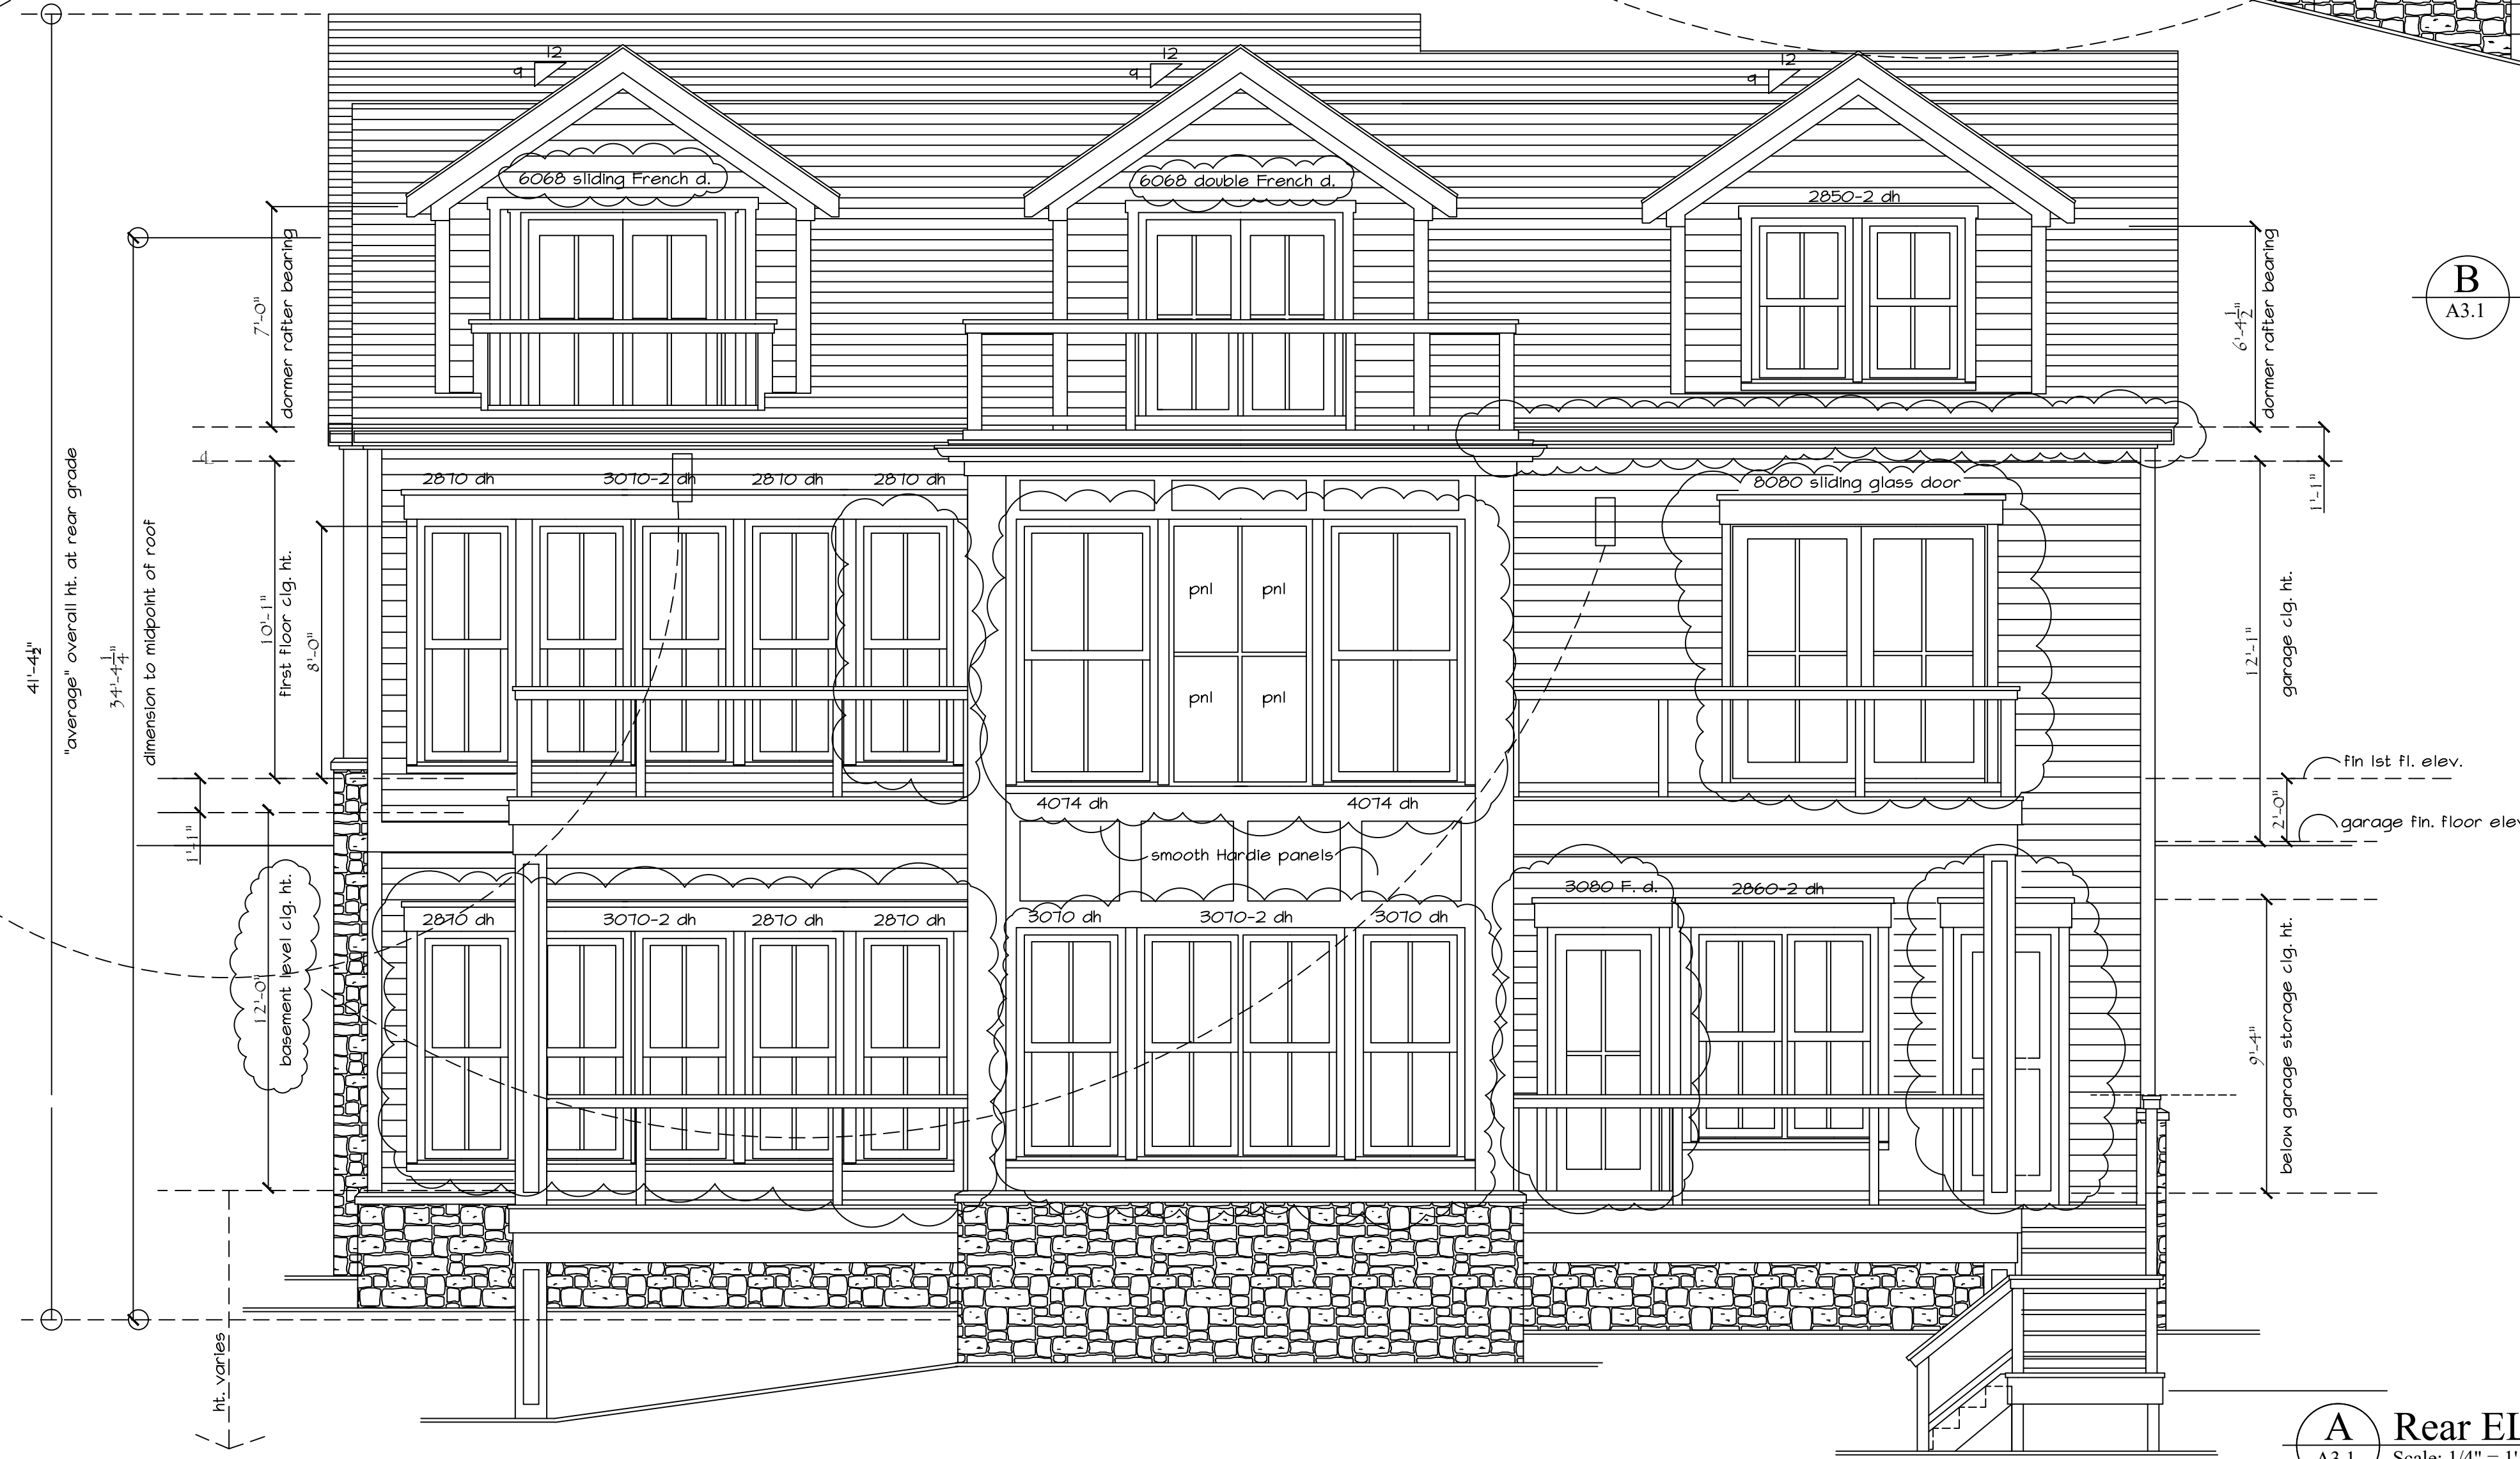 12
9
12
9
12
9
6068 sliding French d.
6068 double French d.
2850-2 dh
7'-0"
dormer rafter bearing
6'-4 1/2"
dormer rafter bearing
B
A3.1
2870 dh
3070-2 dh
2870 dh
2870 dh
8080 sliding glass door
1'-1"
41'-4½"
"average" overall ht. at rear grade
34'-4 1/4"
dimension to midpoint of roof
10'-1"
first floor clg. ht.
8'-0"
pnl
pnl
pnl
pnl
12'-1"
garage clg. ht.
fin 1st fl. elev.
2'-0"
garage fin. floor elev
4074 dh
4074 dh
1'-1"
smooth Hardie panels
3080 F. d.
2860-2 dh
2870 dh
3070-2 dh
2870 dh
2870 dh
3070 dh
3070-2 dh
3070 dh
12'-0"
basement level clg. ht.
9'-4"
below garage storage clg. ht.
ht. varies
A
A3.1
Rear EL
Scale: 1/4" = 1'